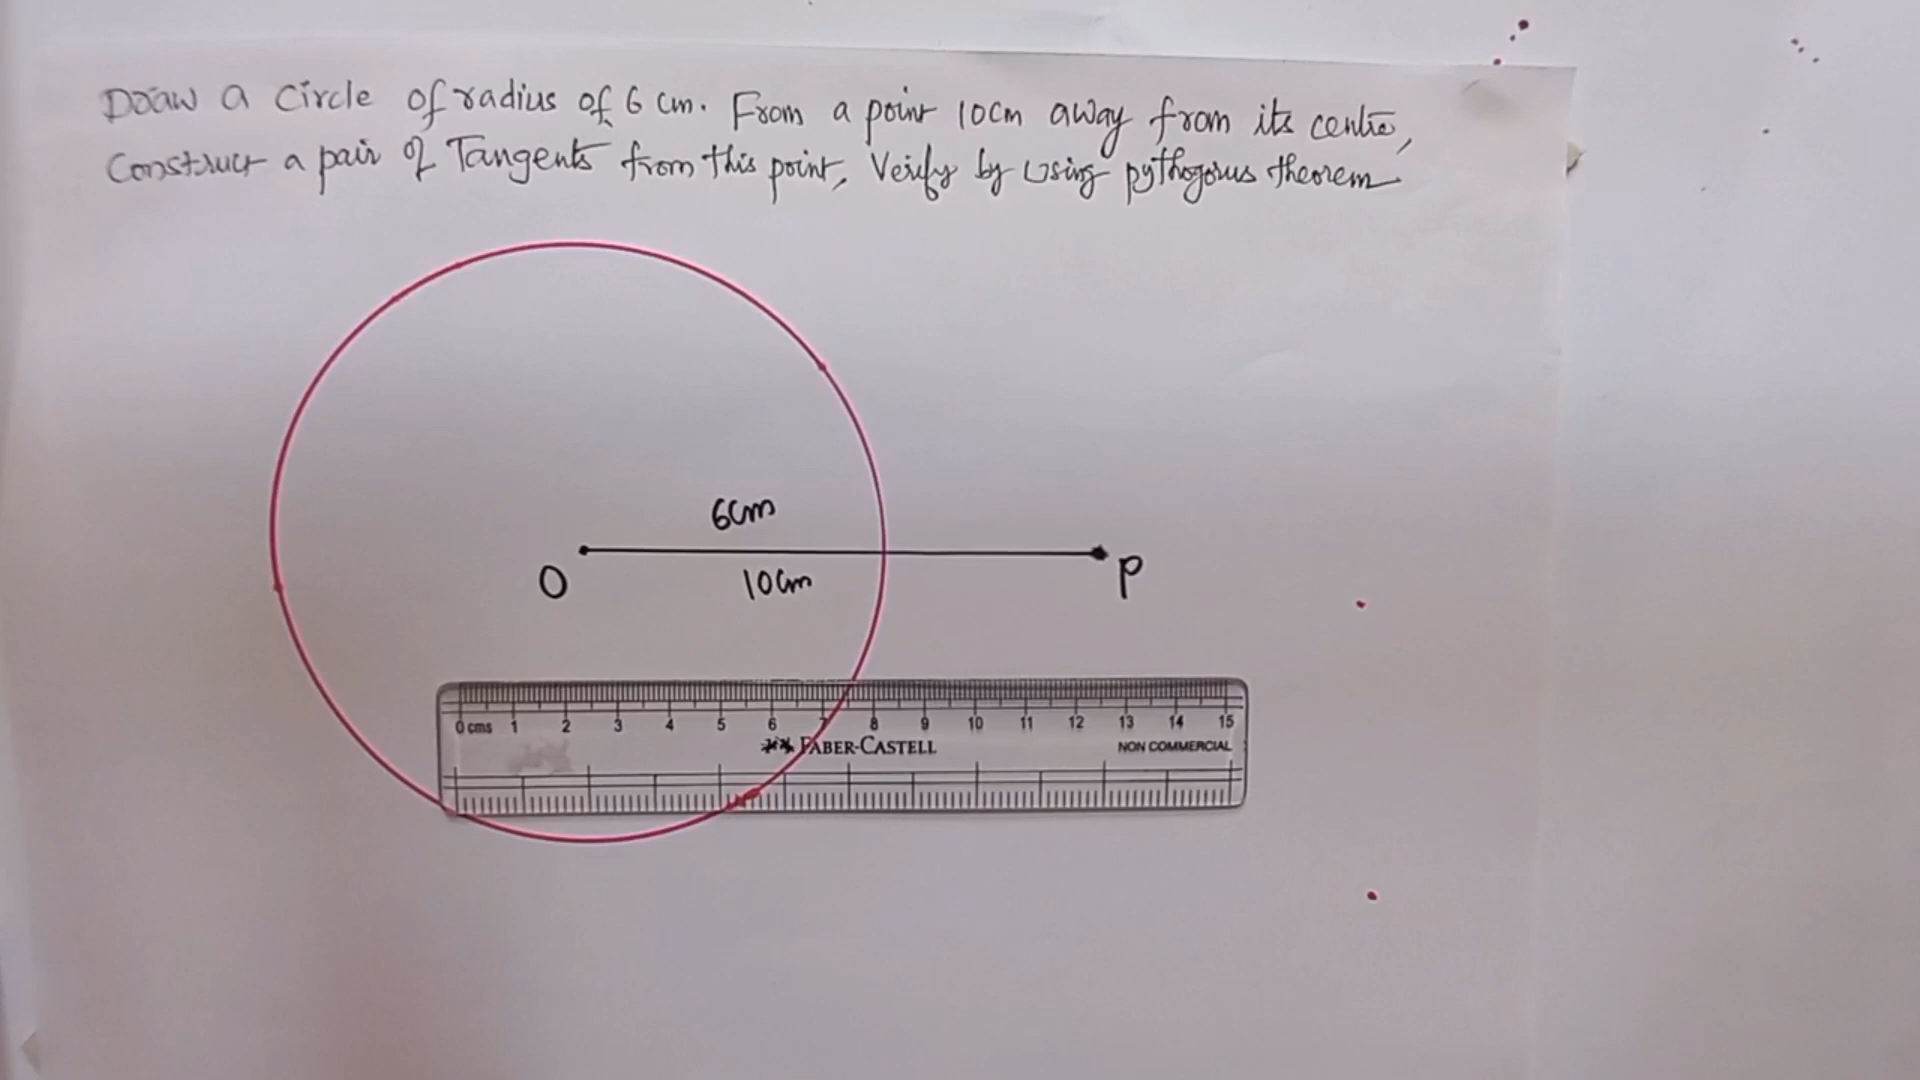 Draw a Circle of radius of 6 cm. From a point 10cm away from its centre,
Construct a pair of Tangents from this point, Verify by Using pythogorus theorem.
6cm
O
10cm
P
0 cms 1 2 3 4 5 6 7 8 9 10 11 12 13 14 15
FABER-CASTELL NON COMMERCIAL